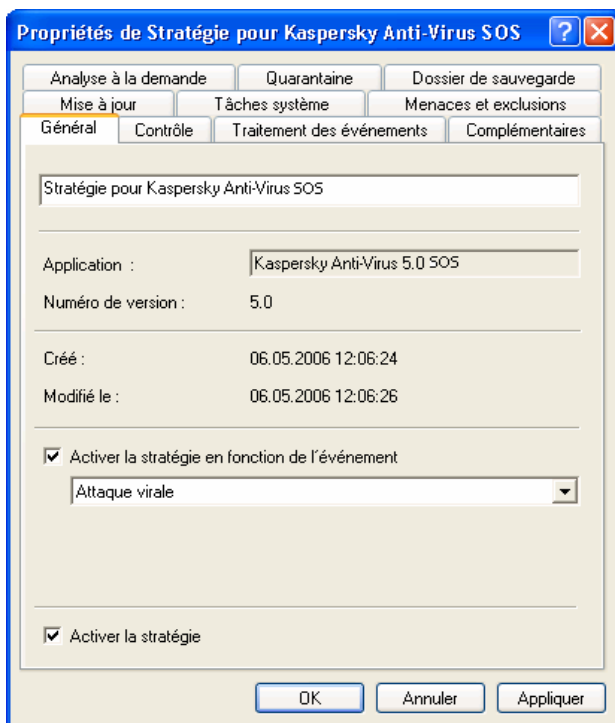 Propriétés de Stratégie pour Kaspersky Anti-Virus SOS
Analyse à la demande Quarantaine Dossier de sauvegarde
Mise à jour Tâches système Menaces et exclusions
Général Contrôle Traitement des événements Complémentaires
Stratégie pour Kaspersky Anti-Virus SOS
Application : Kaspersky Anti-Virus 5.0 SOS
Numéro de version : 5.0
Créé : 06.05.2006 12:06:24
Modifié le : 06.05.2006 12:06:26
Activer la stratégie en fonction de l'événement
Attaque virale
Activer la stratégie
OK Annuler Appliquer